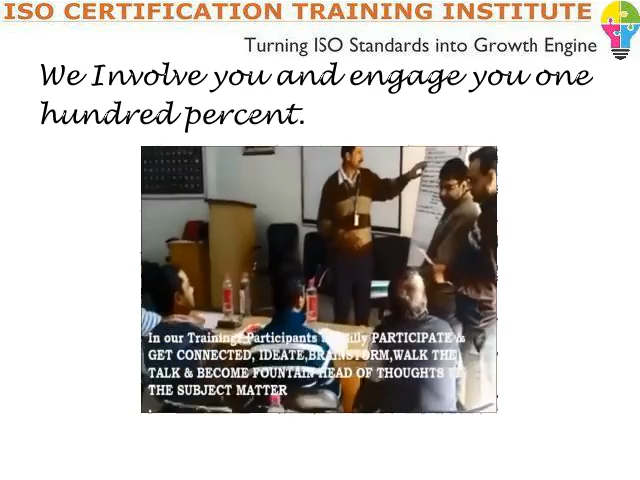 ISO CERTIFICATION TRAINING INSTITUTE
Turning ISO Standards into Growth Engine
We Involve you and engage you one
hundred percent.
In our Training, Participants PARTICIPATE &
GET CONNECTED, IDEATE,BRAINSTORM,WALK THE
TALK & BECOME FOUNTAIN HEAD OF THOUGHTS
THE SUBJECT MATTER